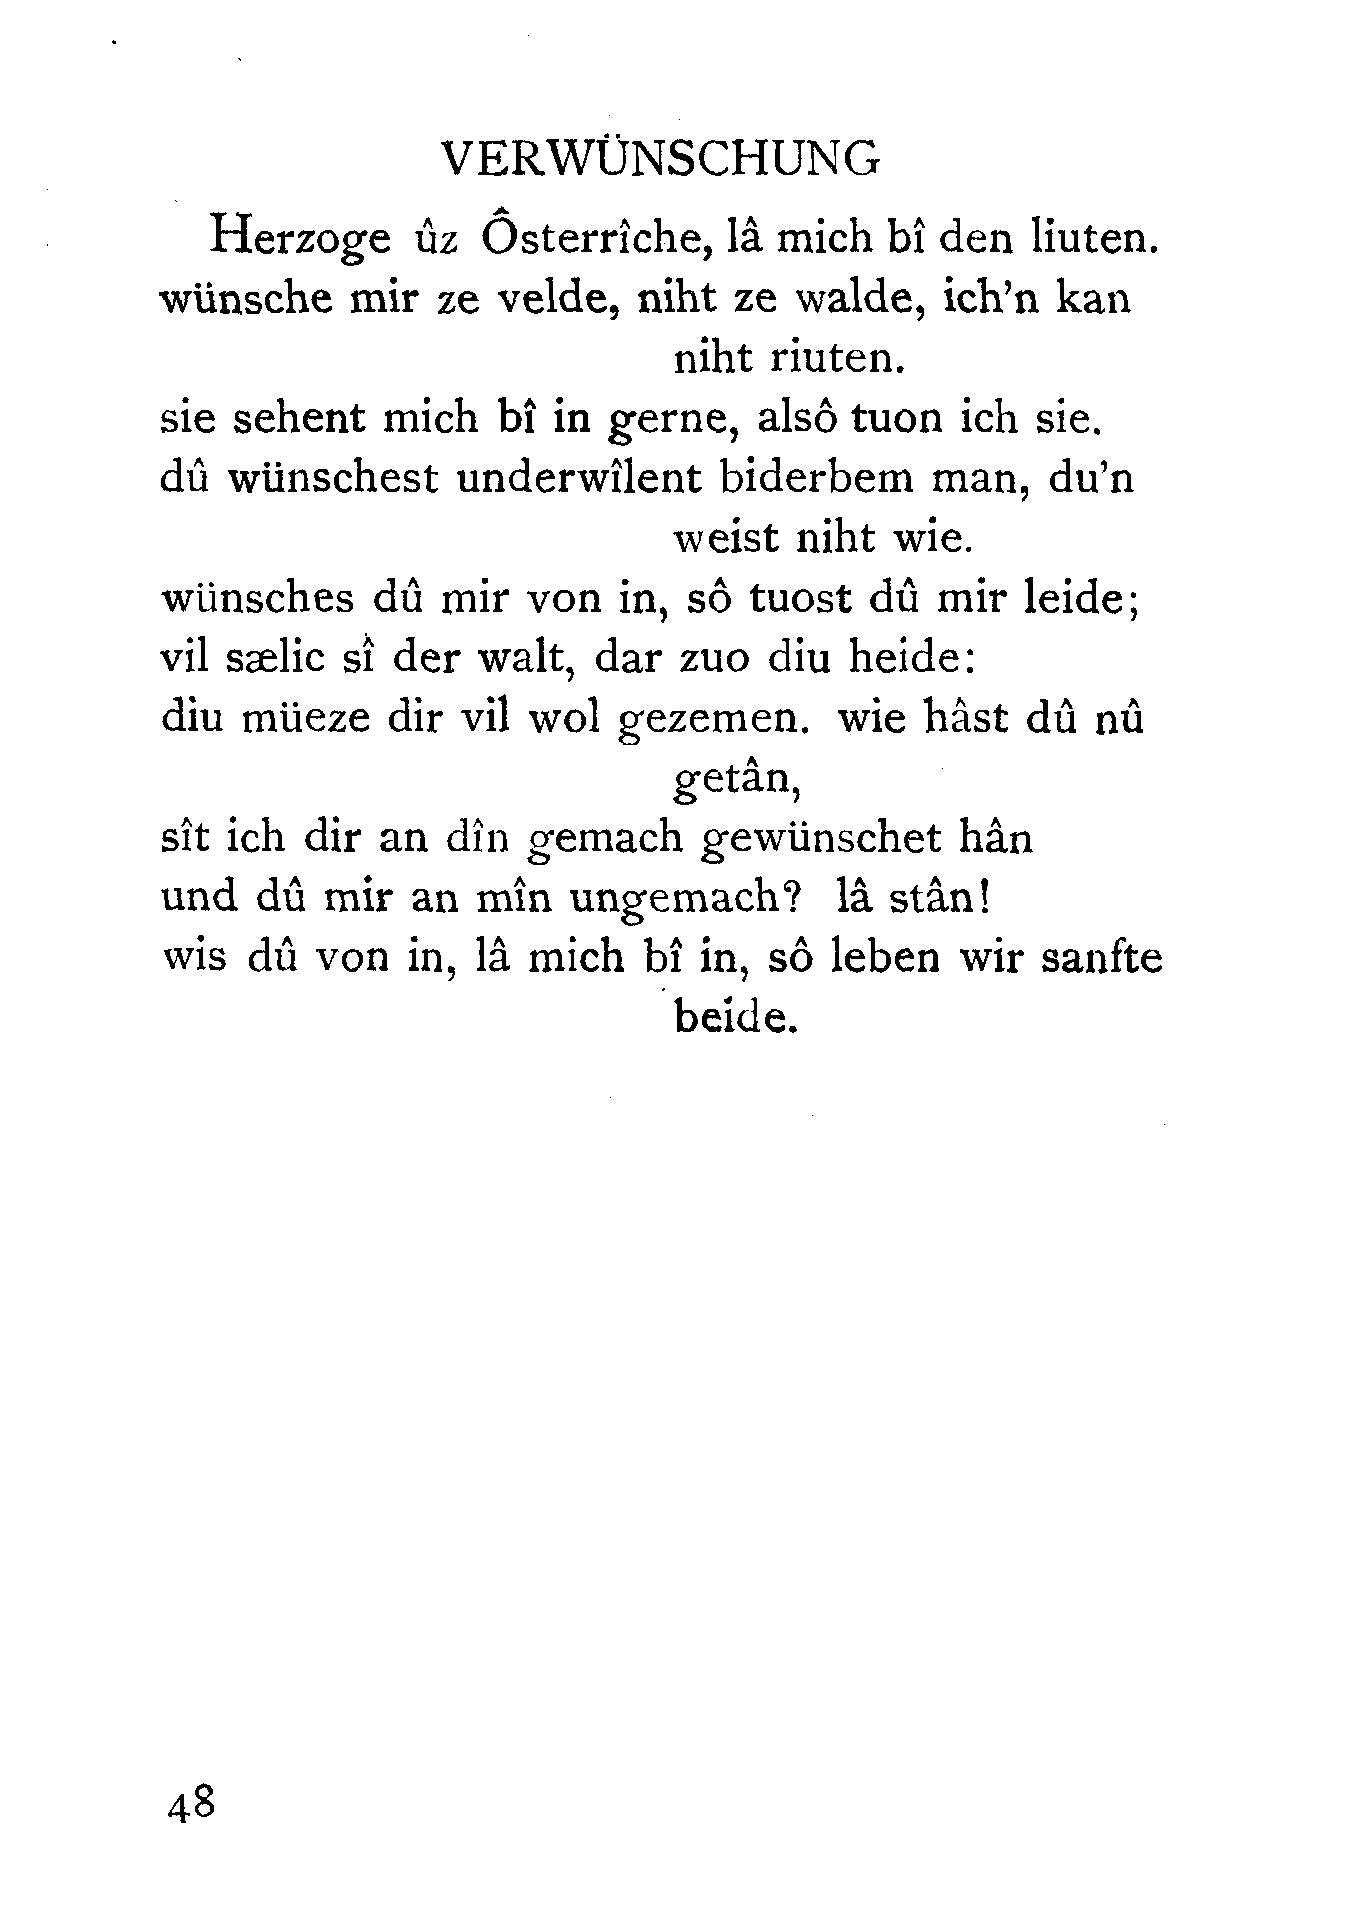 VERWÜNSCHUNG
Herzoge ûz Ôsterrîche, lâ mich bî den liuten.
wünsche mir ze velde, niht ze walde, ich’n kan
niht riuten.
sie sehent mich bî in gerne, alsô tuon ich sie.
dû wünschest underwîlent biderbem man, du’n
weist niht wie.
wünsches dû mir von in, sô tuost dû mir leide;
vil sælic sî der walt, dar zuo diu heide:
diu müeze dir vil wol gezemen. wie hâst dû nû
getân,
sît ich dir an dîn gemach gewünschet hân
und dû mir an mîn ungemach? lâ stân!
wis dû von in, lâ mich bî in, sô leben wir sanfte
beide.
48